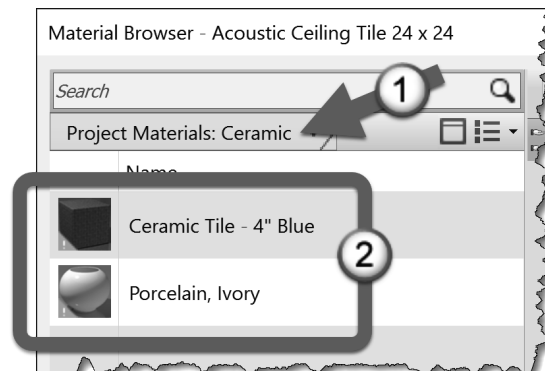 Material Browser - Acoustic Ceiling Tile 24 x 24
Search
1
Project Materials: Ceramic
Name
Ceramic Tile - 4" Blue
2
Porcelain, Ivory